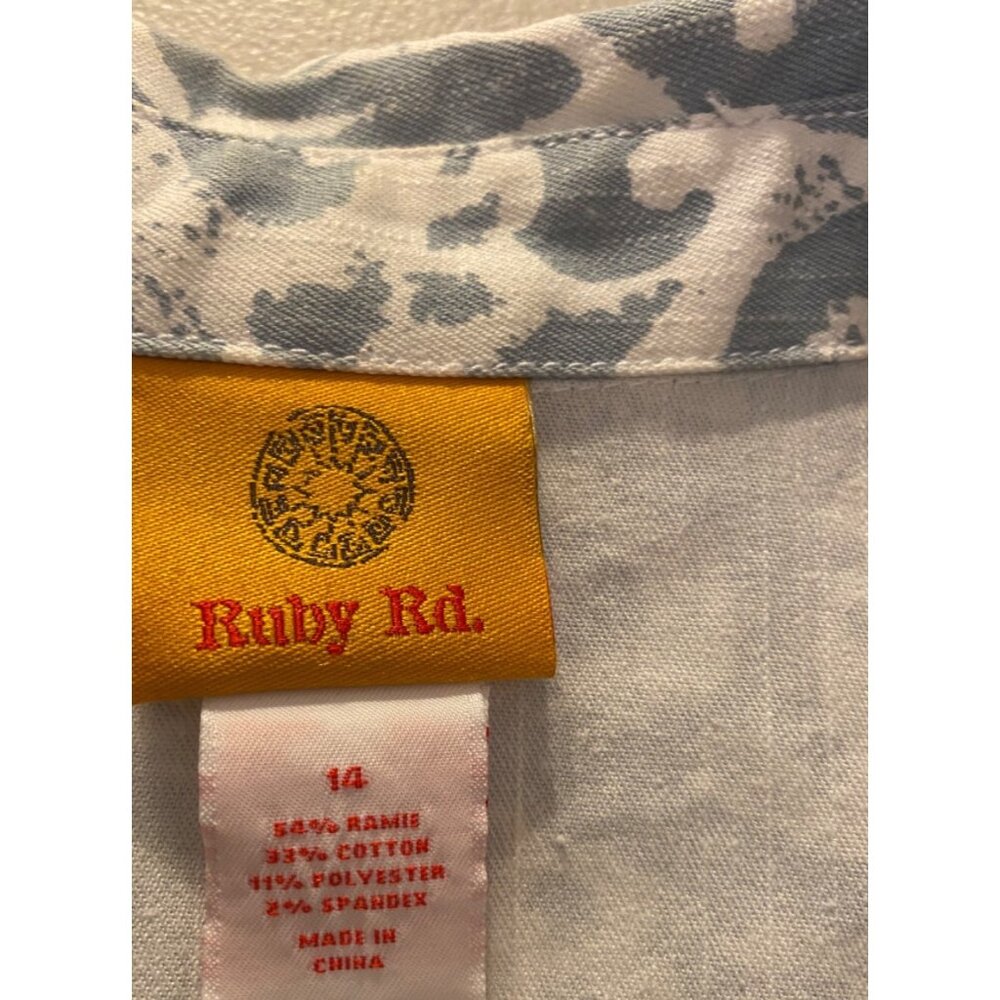 Ruby Rd.
14
54% RAMIE
33% COTTON
11% POLYESTER
2% SPANDEX
MADE IN
CHINA